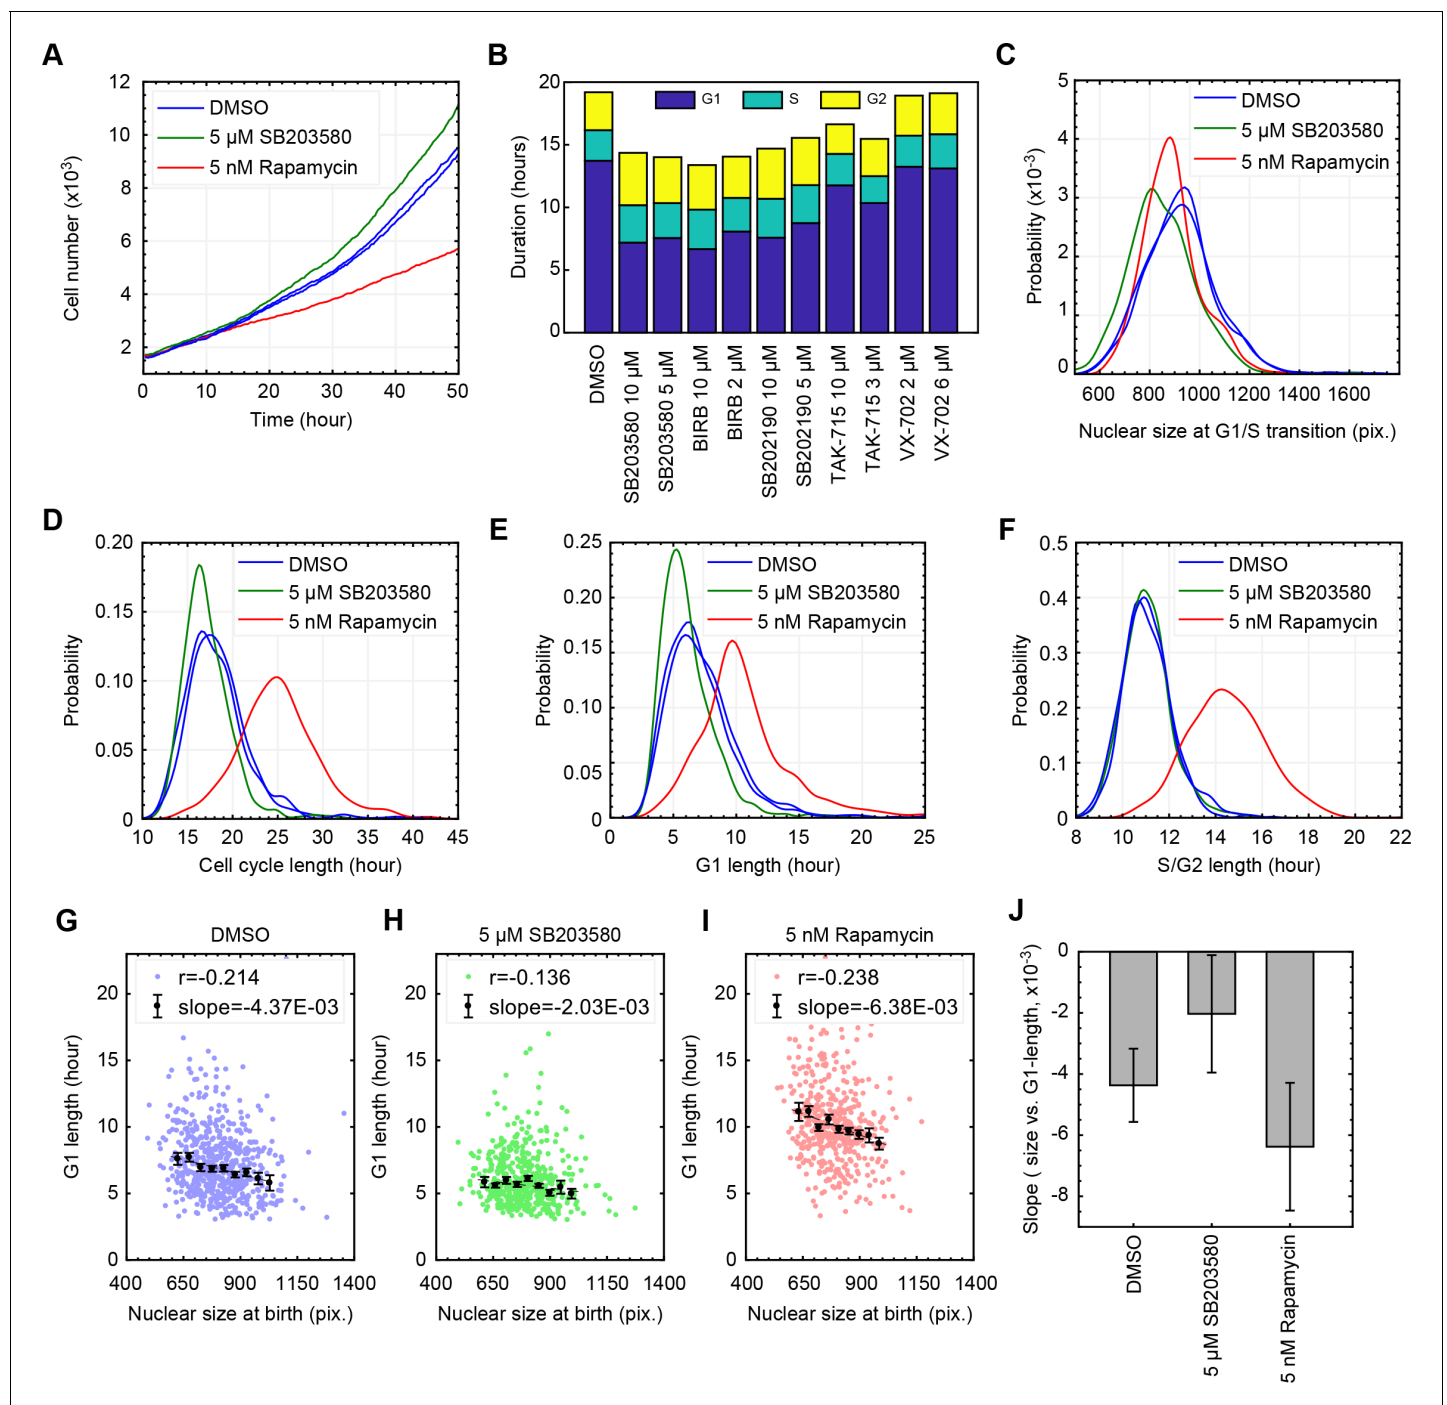 A
12
10
8
6
4
2
0
10
20
30
40
50
Cell number (x10-3)
Time (hour)
DMSO
5 µM SB203580
5 nM Rapamycin
B
20
15
10
5
0
Duration (hours)
G1
S
G2
DMSO
SB203580 10 µM
SB203580 5 µM
BIRB 10 µM
BIRB 2 µM
SB202190 10 µM
SB202190 5 µM
TAK-715 10 µM
TAK-715 3 µM
VX-702 2 µM
VX-702 6 µM
C
5
4
3
2
1
0
600
800
1000
1200
1400
1600
Probability (x10-3)
Nuclear size at G1/S transition (pix.)
DMSO
5 µM SB203580
5 nM Rapamycin
D
0.20
0.15
0.10
0.05
0
10
15
20
25
30
35
40
45
Probability
Cell cycle length (hour)
DMSO
5 µM SB203580
5 nM Rapamycin
E
0.25
0.20
0.15
0.10
0.05
0
0
5
10
15
20
25
Probability
G1 length (hour)
DMSO
5 µM SB203580
5 nM Rapamycin
F
0.5
0.4
0.3
0.2
0.1
0
8
10
12
14
16
18
20
22
Probability
S/G2 length (hour)
DMSO
5 µM SB203580
5 nM Rapamycin
G
DMSO
r=-0.214
slope=-4.37E-03
20
15
10
5
0
400
650
900
1150
1400
G1 length (hour)
Nuclear size at birth (pix.)
H
5 µM SB203580
r=-0.136
slope=-2.03E-03
20
15
10
5
0
400
650
900
1150
1400
G1 length (hour)
Nuclear size at birth (pix.)
I
5 nM Rapamycin
r=-0.238
slope=-6.38E-03
20
15
10
5
0
400
650
900
1150
1400
G1 length (hour)
Nuclear size at birth (pix.)
J
0
-2
-4
-6
-8
Slope ( size vs. G1-length, x10-3)
DMSO
5 µM SB203580
5 nM Rapamycin